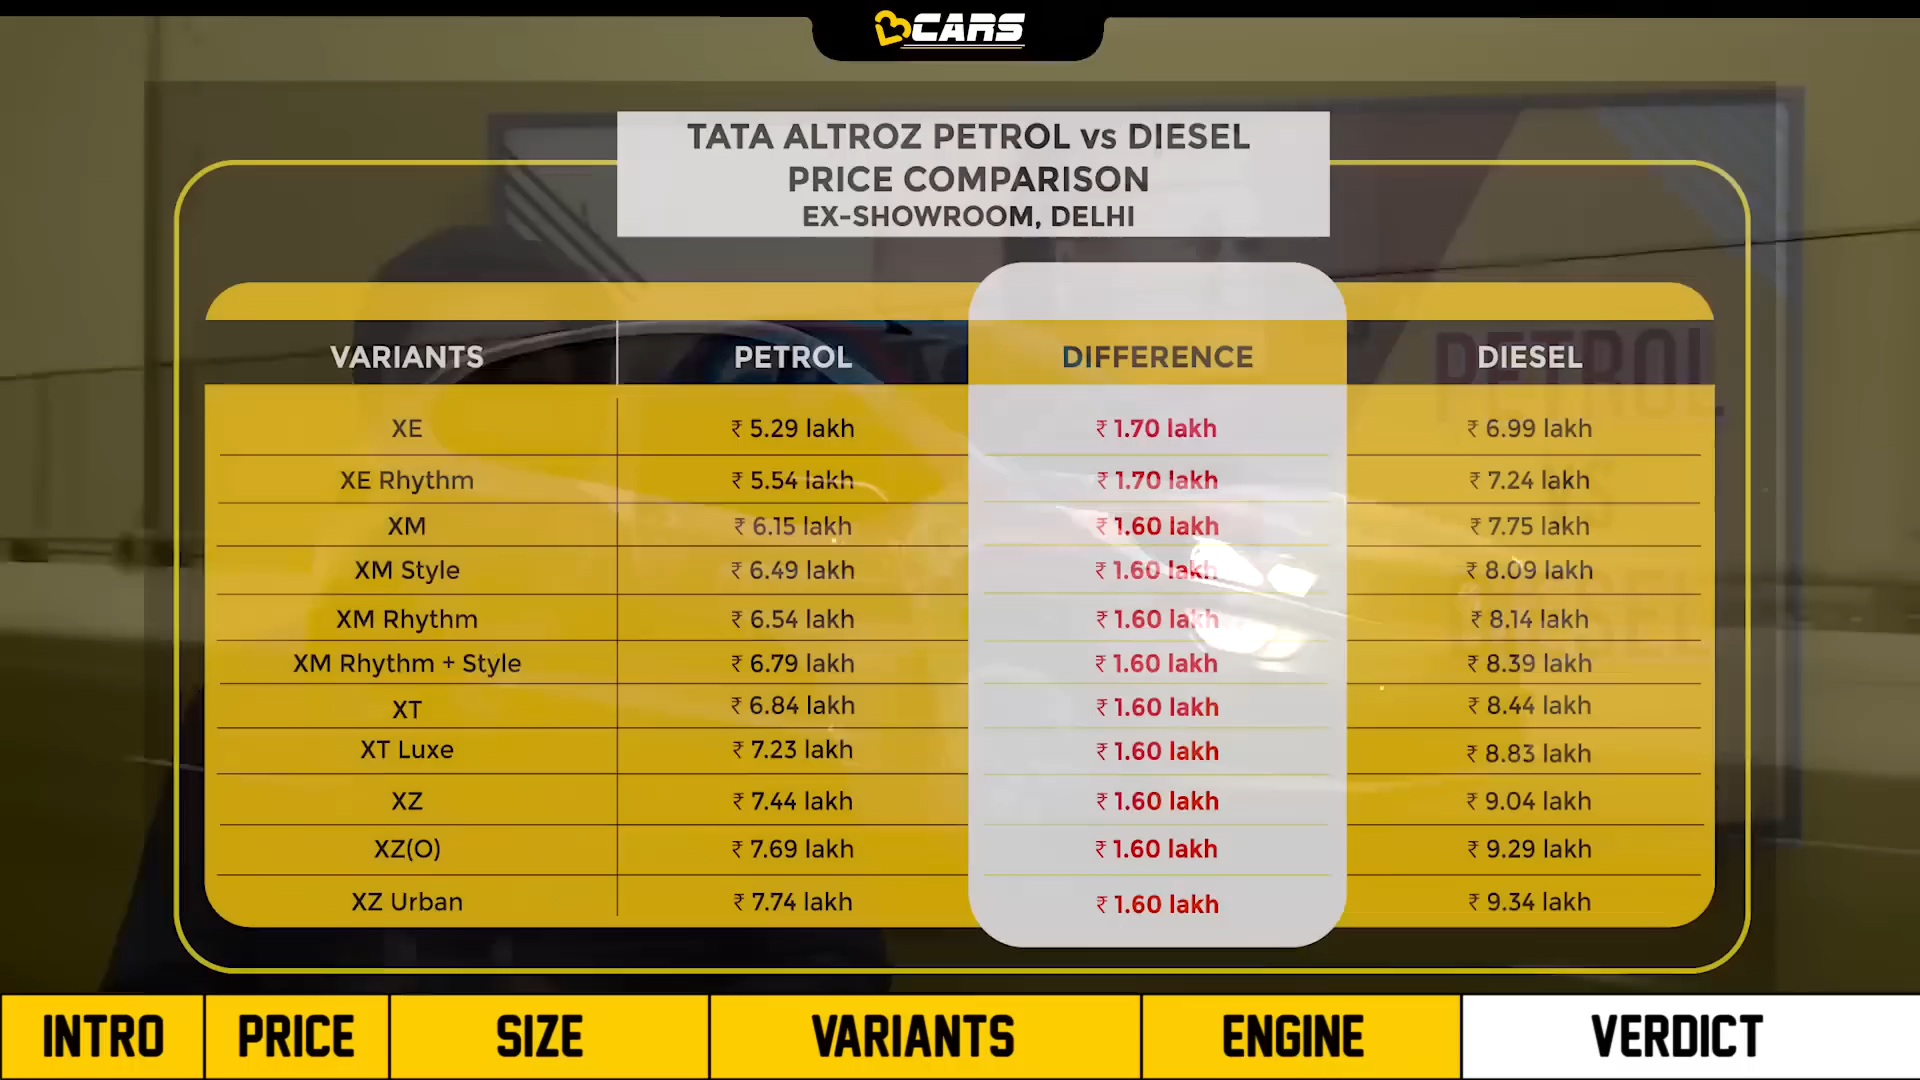 CARS
TATA ALTROZ PETROL vs DIESEL
PRICE COMPARISON
EX-SHOWROOM, DELHI
VARIANTS PETROL DIFFERENCE DIESEL
XE ₹ 5.29 lakh ₹ 1.70 lakh ₹ 6.99 lakh
XE Rhythm ₹ 5.54 lakh ₹ 1.70 lakh ₹ 7.24 lakh
XM ₹ 6.15 lakh ₹ 1.60 lakh ₹ 7.75 lakh
XM Style ₹ 6.49 lakh ₹ 1.60 lakh ₹ 8.09 lakh
XM Rhythm ₹ 6.54 lakh ₹ 1.60 lakh ₹ 8.14 lakh
XM Rhythm + Style ₹ 6.79 lakh ₹ 1.60 lakh ₹ 8.39 lakh
XT ₹ 6.84 lakh ₹ 1.60 lakh ₹ 8.44 lakh
XT Luxe ₹ 7.23 lakh ₹ 1.60 lakh ₹ 8.83 lakh
XZ ₹ 7.44 lakh ₹ 1.60 lakh ₹ 9.04 lakh
XZ(O) ₹ 7.69 lakh ₹ 1.60 lakh ₹ 9.29 lakh
XZ Urban ₹ 7.74 lakh ₹ 1.60 lakh ₹ 9.34 lakh
PETROL
VS
DIESEL
INTRO PRICE SIZE VARIANTS ENGINE VERDICT